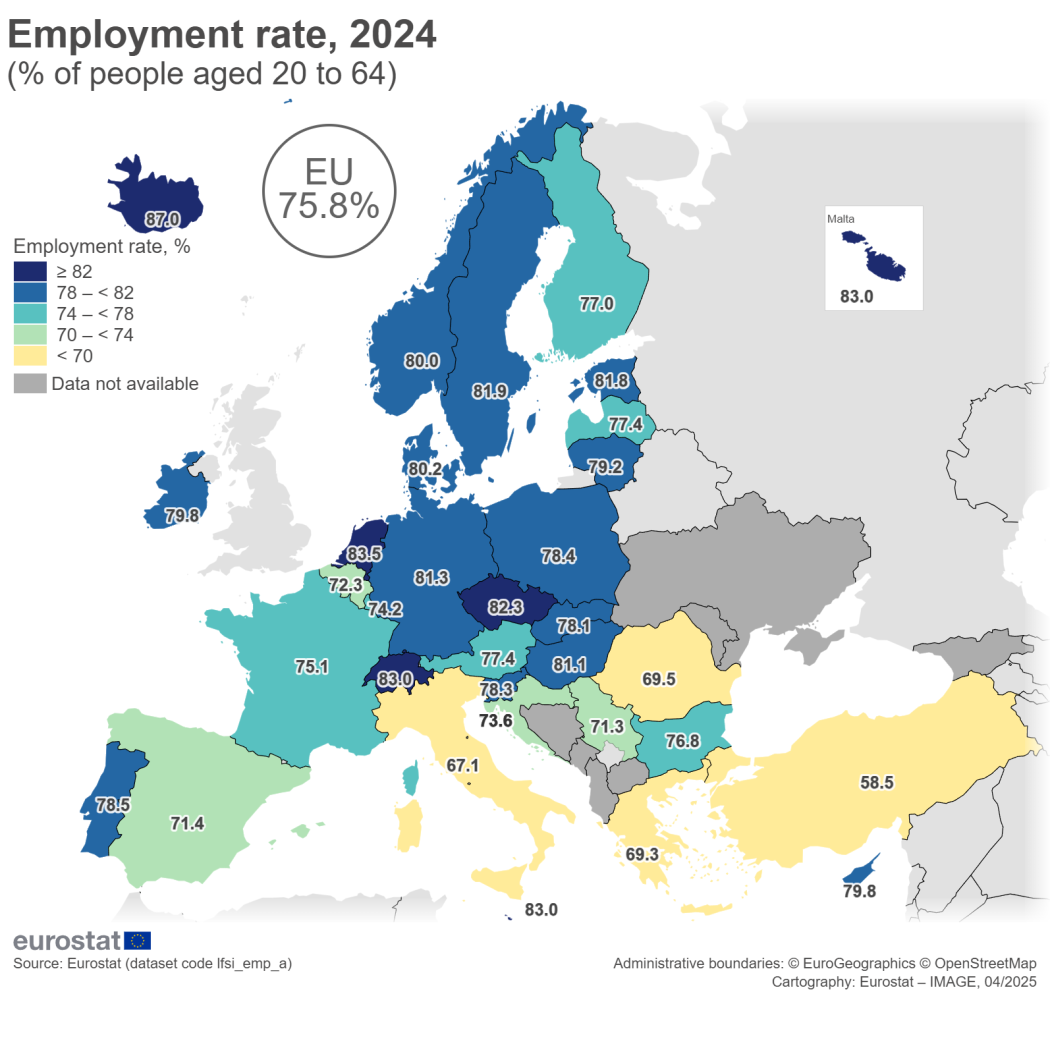 Employment rate, 2024
(% of people aged 20 to 64)
EU
75.8%
87.0
Employment rate, %
≥ 82
78 – < 82
74 – < 78
70 – < 74
< 70
Data not available
Malta
83.0
77.0
80.0
81.9
81.8
77.4
79.2
80.2
79.8
83.5
78.4
72.3
81.3
74.2
82.3
78.1
75.1
77.4
81.1
83.0
69.5
78.3
73.6
71.3
76.8
67.1
58.5
78.5
71.4
69.3
79.8
83.0
eurostat
Source: Eurostat (dataset code lfsi_emp_a)
Administrative boundaries: © EuroGeographics © OpenStreetMap
Cartography: Eurostat – IMAGE, 04/2025